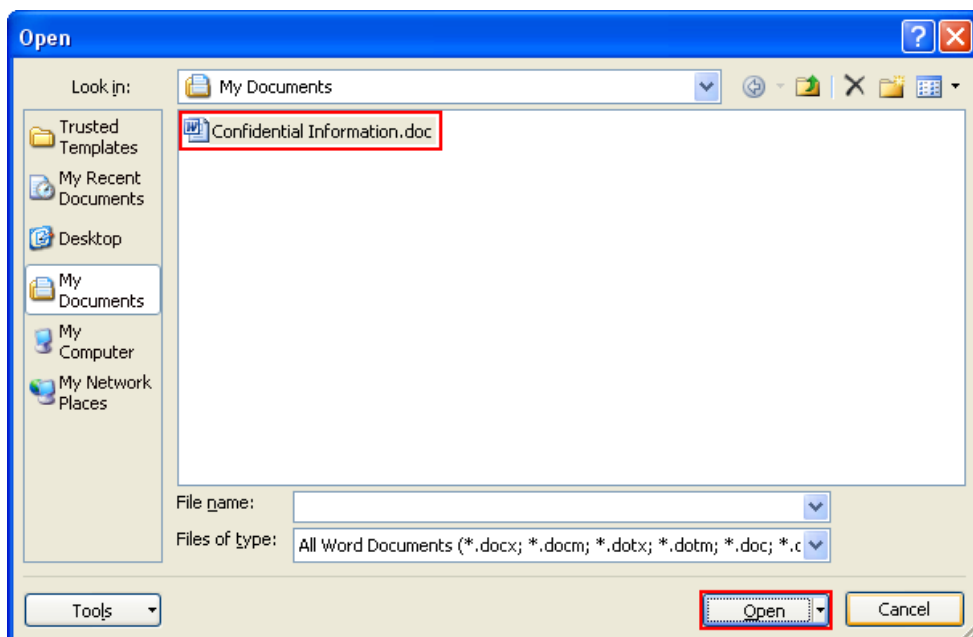 Open
Look in:
My Documents
Trusted
Templates
My Recent
Documents
Desktop
My
Documents
My
Computer
My Network
Places
Confidential Information.doc
File name:
Files of type:
All Word Documents (*.docx; *.docm; *.dotx; *.dotm; *.doc; *.c
Tools
Open
Cancel